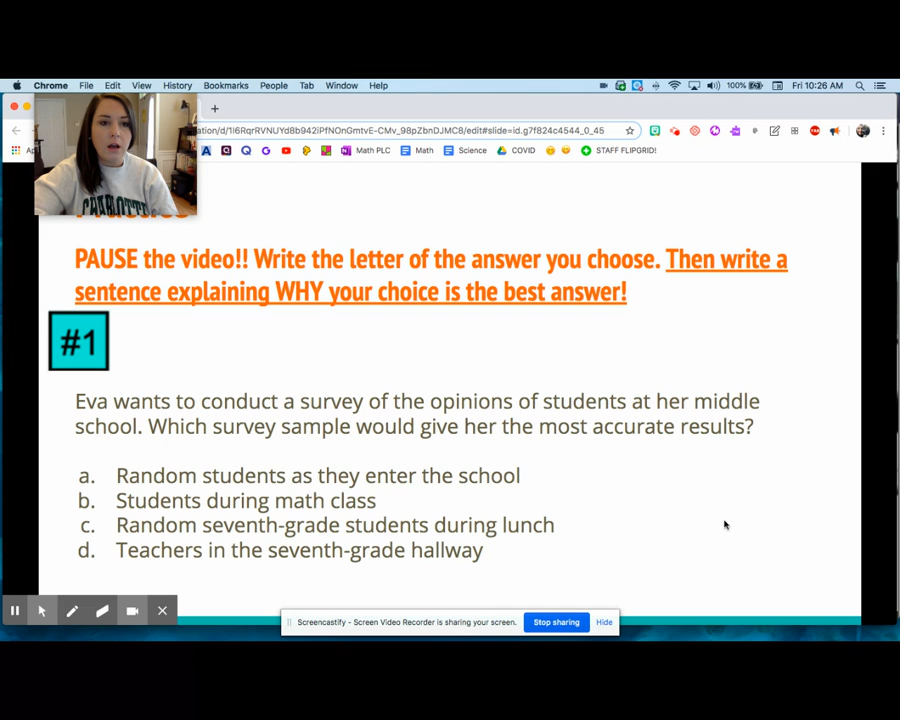 Chrome File Edit View History Bookmarks People Tab Window Help 100% Fri 10:26 AM
ation/d/1I6RqrRVNUYd8b942iPfNOnGmtvE-CMv_98pZbnDJMC8/edit#slide=id.g7f824c4544_0_45
Math PLC Math Science COVID STAFF FLIPGRID!
CHARLOTTE
PAUSE the video!! Write the letter of the answer you choose. Then write a
sentence explaining WHY your choice is the best answer!
#1
Eva wants to conduct a survey of the opinions of students at her middle
school. Which survey sample would give her the most accurate results?
a. Random students as they enter the school
b. Students during math class
c. Random seventh-grade students during lunch
d. Teachers in the seventh-grade hallway
Screencastify - Screen Video Recorder is sharing your screen. Stop sharing Hide